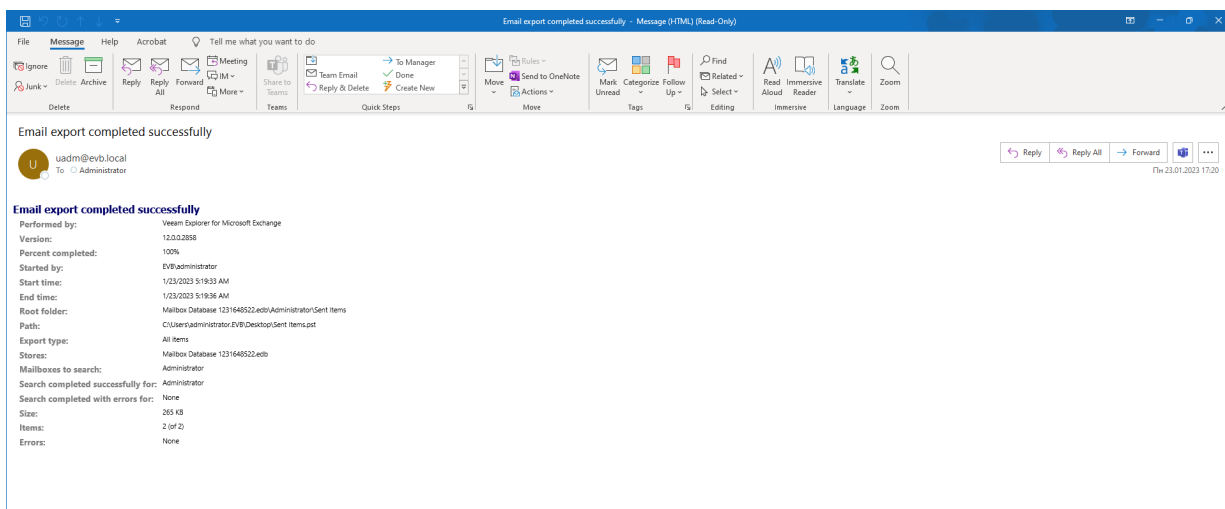 Email export completed successfully - Message (HTML) (Read-Only)
File Message Help Acrobat Tell me what you want to do
Ignore
Junk
Delete
Archive
Delete
Reply
Reply All
Forward
Meeting
IM
More
Respond
Share to Teams
Teams
Team Email
Reply & Delete
To Manager
Done
Create New
Quick Steps
Move
Rules
Send to OneNote
Actions
Move
Mark Unread
Categorize
Follow Up
Tags
Find
Related
Select
Editing
Read Aloud
Immersive Reader
Immersive
Translate
Language
Zoom
Zoom
Email export completed successfully
U
uadm@evb.local
To Administrator
Reply Reply All Forward
Пн 23.01.2023 17:20
Email export completed successfully
Performed by: Veeam Explorer for Microsoft Exchange
Version: 12.0.0.2858
Percent completed: 100%
Started by: EVB\administrator
Start time: 1/23/2023 5:19:33 AM
End time: 1/23/2023 5:19:36 AM
Root folder: Mailbox Database 1231648522.edb\Administrator\Sent Items
Path: C:\Users\administrator.EVB\Desktop\Sent Items.pst
Export type: All items
Stores: Mailbox Database 1231648522.edb
Mailboxes to search: Administrator
Search completed successfully for: Administrator
Search completed with errors for: None
Size: 265 KB
Items: 2 (of 2)
Errors: None